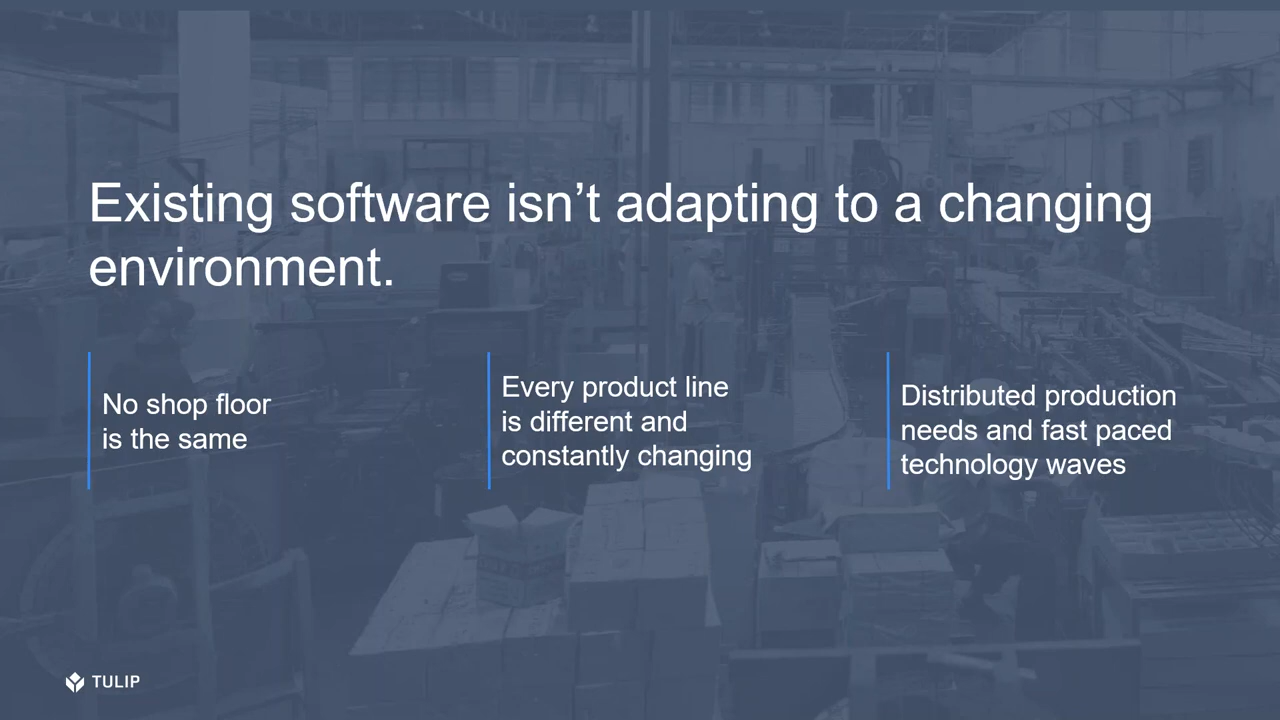 Existing software isn’t adapting to a changing
environment.
No shop floor
is the same
Every product line
is different and
constantly changing
Distributed production
needs and fast paced
technology waves
TULIP